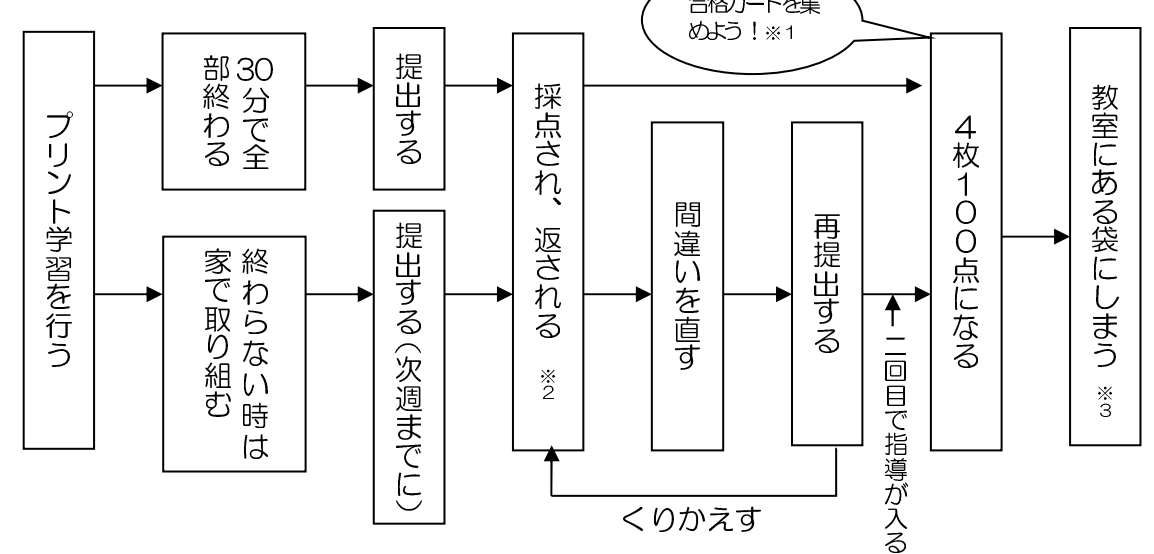 合格カードを集
めよう！※1
プリント学習を行う
30分で全
部終わる
提出する
終わらない時は
家で取り組む
提出する(次週までに)
採点され、返される ※2
間違いを直す
再提出する
くりかえす
二回目で指導が入る
4枚100点になる
教室にある袋にしまう ※3